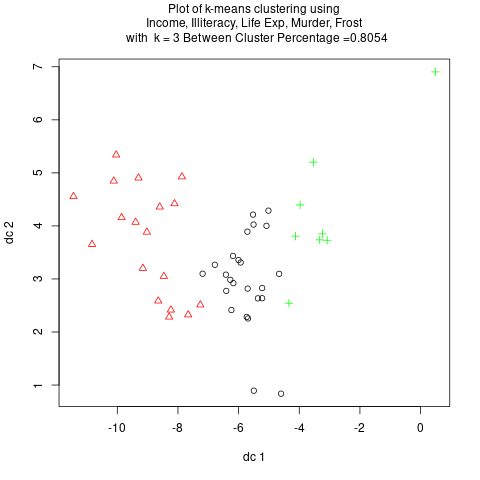 Plot of k-means clustering using
Income, Illiteracy, Life Exp, Murder, Frost
with  k = 3 Between Cluster Percentage =0.8054
7
6
5
4
3
2
1
dc 2
-10
-8
-6
-4
-2
0
dc 1